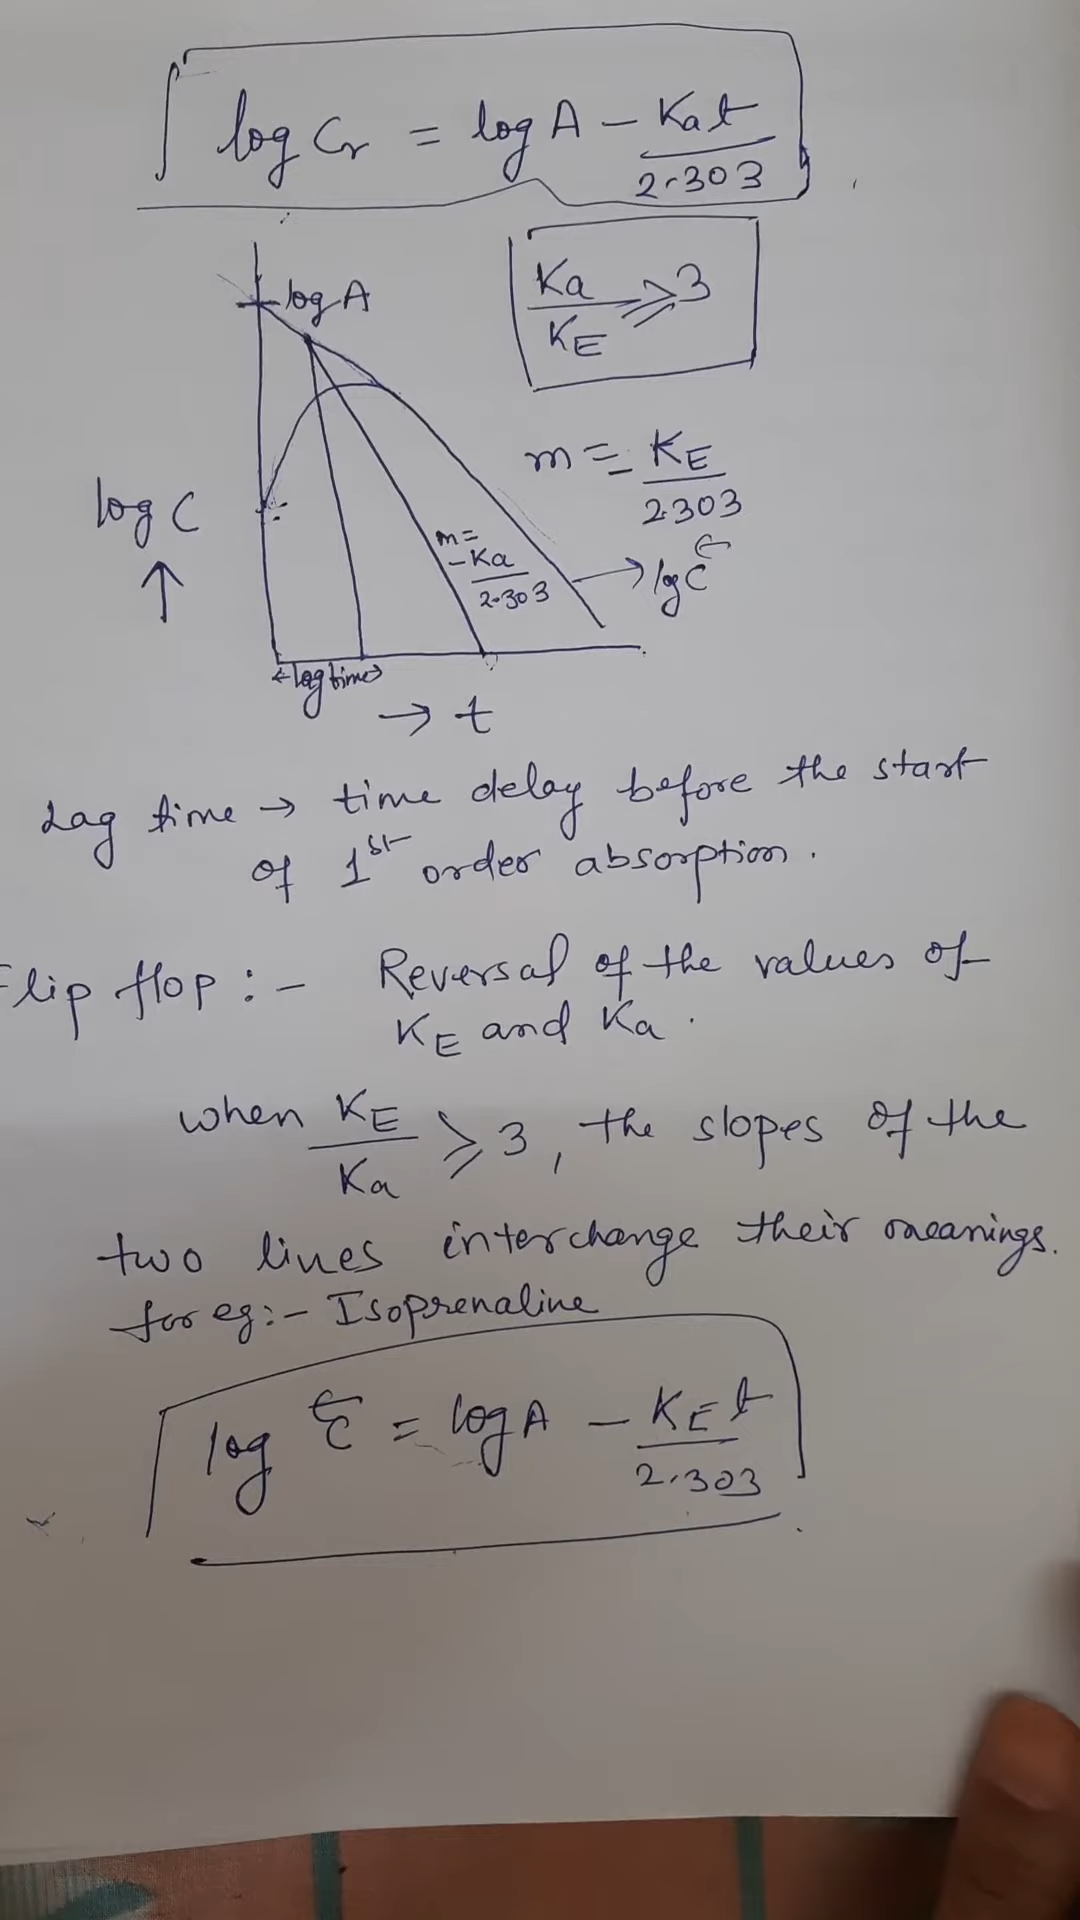 log Cr = log A - Kat/2.303
log A
Ka/KE ⩾ 3
m = - KE/2.303
log C
↑
m = - Ka/2.303
→ log C←
← lag time →
→ t
Lag time → time delay before the start
of 1st order absorption.
Flip flop :- Reversal of the values of
KE and Ka.
when KE/Ka ⩾ 3, the slopes of the
two lines interchange their meanings.
for eg:- Isoprenaline
log C← = log A - KEt/2.303